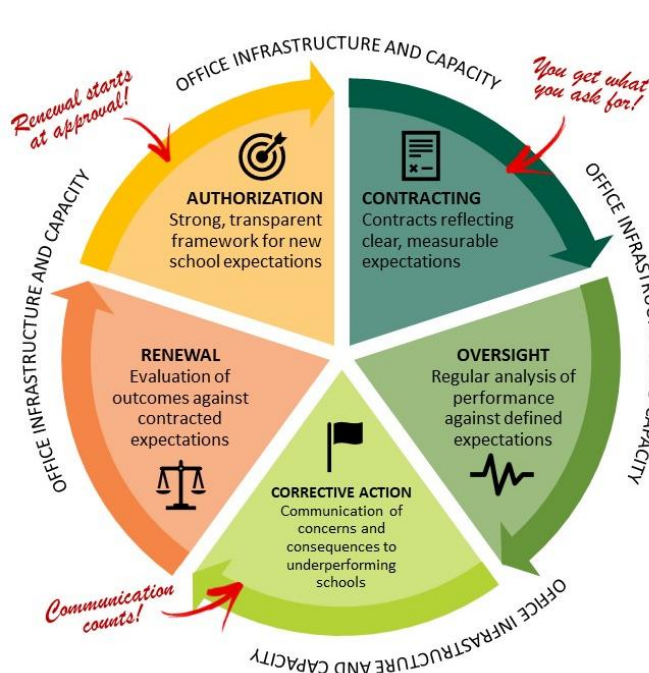 OFFICE INFRASTRUCTURE AND CAPACITY
Renewal starts
at approval!
You get what
you ask for!
AUTHORIZATION
Strong, transparent
framework for new
school expectations
CONTRACTING
Contracts reflecting
clear, measurable
expectations
OFFICE INFRASTRUCTURE AND CAPACITY
OFFICE INFRASTRUCTURE AND CAPACITY
RENEWAL
Evaluation of
outcomes against
contracted
expectations
OVERSIGHT
Regular analysis of
performance
against defined
expectations
CORRECTIVE ACTION
Communication of
concerns and
consequences to
underperforming
schools
Communication
counts!
OFFICE INFRASTRUCTURE AND CAPACITY